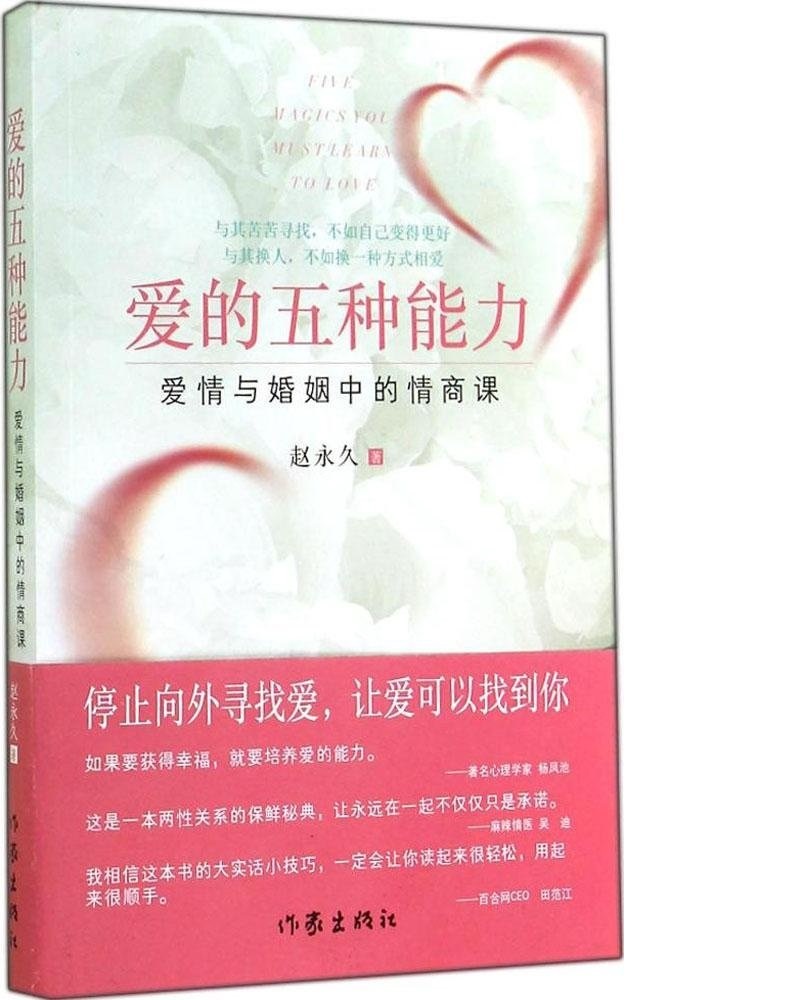 FIVE
MAGICS YOU
MUST LEARN
TO LOVE
与其苦苦寻找，不如自己变得更好
与其换人，不如换一种方式相爱
爱的五种能力
爱情与婚姻中的情商课
赵永久 著
停止向外寻找爱，让爱可以找到你
如果要获得幸福，就要培养爱的能力。
——著名心理学家 杨凤池
这是一本两性关系的保鲜秘典，让永远在一起不仅仅只是承诺。
——麻辣情医 吴 迪
我相信这本书的大实话小技巧，一定会让你读起来很轻松，用起
来很顺手。
——百合网CEO 田范江
作家出版社
爱的五种能力
爱情与婚姻中的情商课
赵永久 著
作家出版社